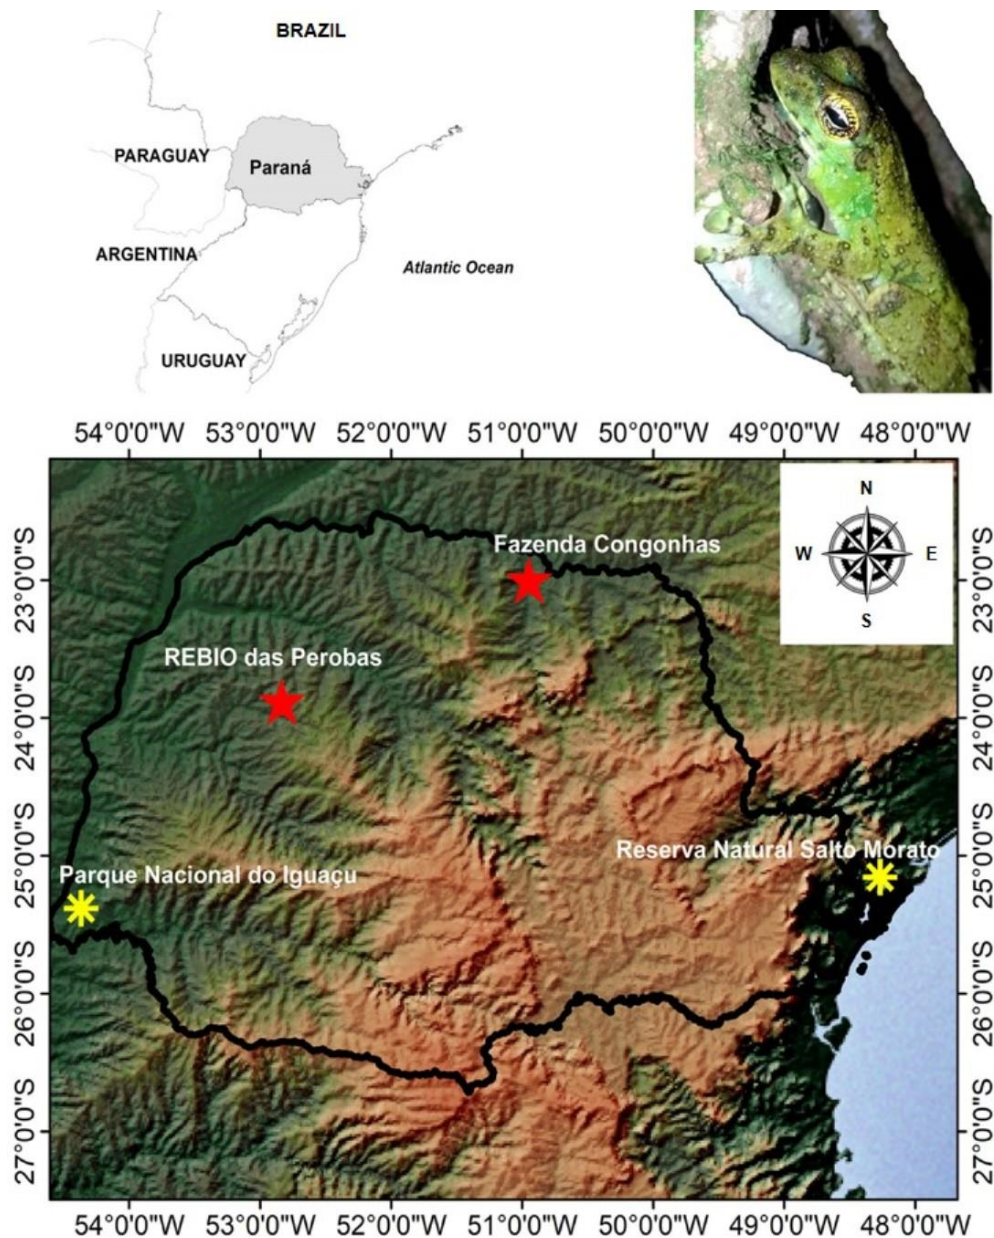 BRAZIL
PARAGUAY
Paraná
ARGENTINA
Atlantic Ocean
URUGUAY
54°0'0"W 53°0'0"W 52°0'0"W 51°0'0"W 50°0'0"W 49°0'0"W 48°0'0"W
N
W E
S
Fazenda Congonhas
23°0'0"S 23°0'0"S
REBIO das Perobas
24°0'0"S 24°0'0"S
Reserva Natural Salto Morato
25°0'0"S 25°0'0"S
Parque Nacional do Iguaçu
26°0'0"S 26°0'0"S
27°0'0"S 27°0'0"S
54°0'0"W 53°0'0"W 52°0'0"W 51°0'0"W 50°0'0"W 49°0'0"W 48°0'0"W